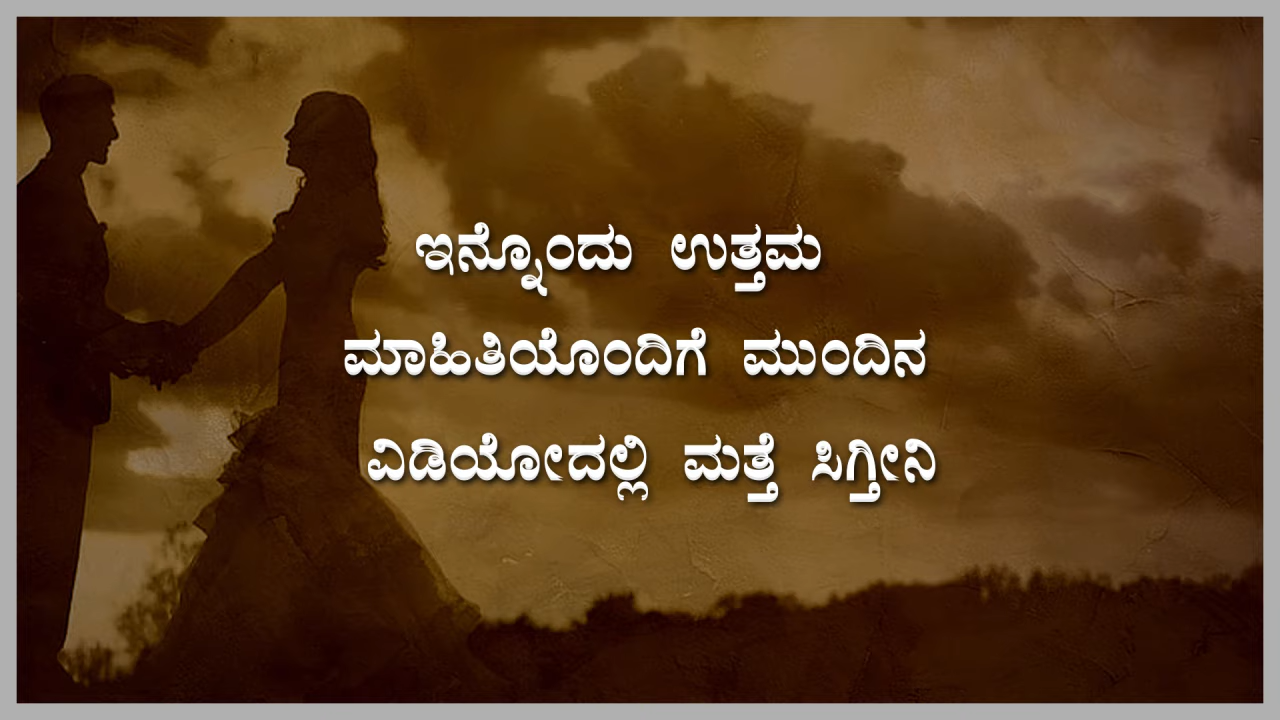 ಇನ್ನೊಂದು ಉತ್ತಮ
ಮಾಹಿತಿಯೊಂದಿಗೆ ಮುಂದಿನ
ವಿಡಿಯೋದಲ್ಲಿ ಮತ್ತೆ ಸಿಗ್ತೀನಿ